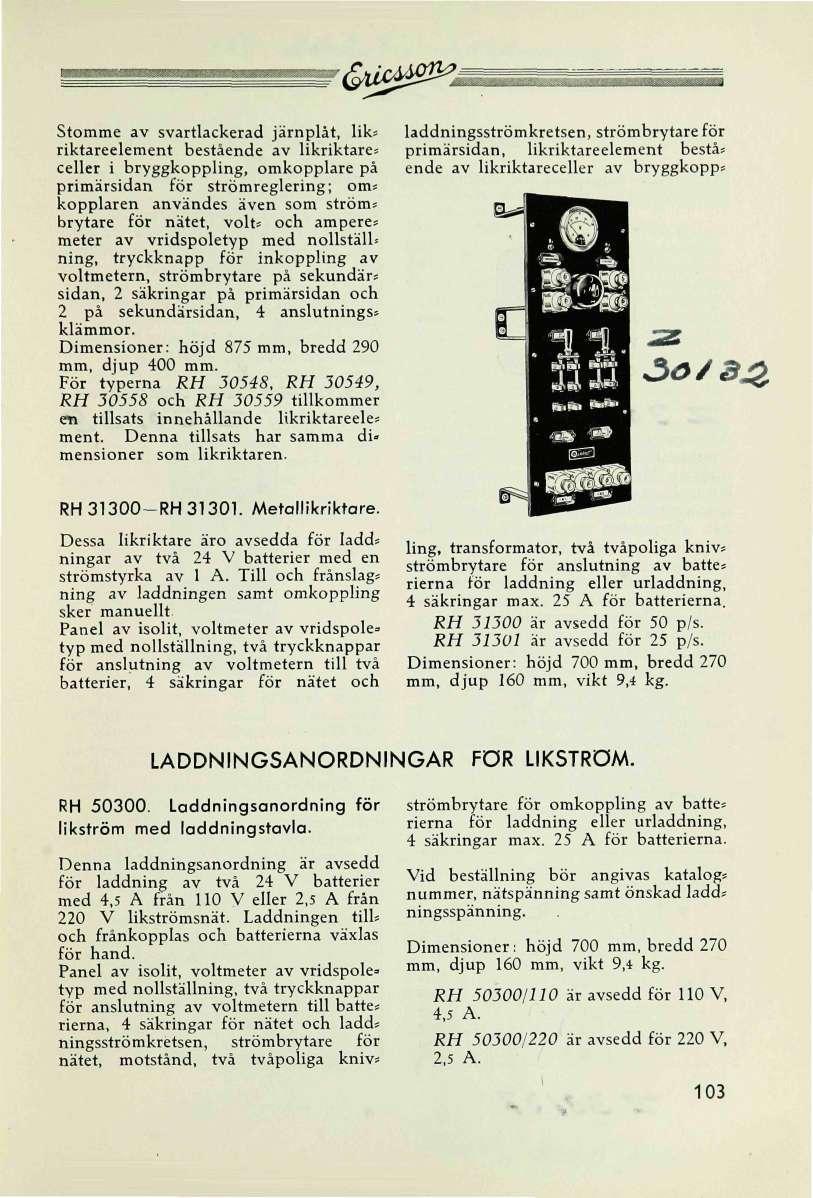 Ericsson
Stomme av svartlackerad järnplåt, lik-
riktareelement bestående av likriktare-
celler i bryggkoppling, omkopplare på
primärsidan för strömreglering; om-
kopplaren användes även som ström-
brytare för nätet, volt- och ampere-
meter av vridspoletyp med nollställ-
ning, tryckknapp för inkoppling av
voltmetern, strömbrytare på sekundär-
sidan, 2 säkringar på primärsidan och
2 på sekundärsidan, 4 anslutnings-
klämmor.
Dimensioner: höjd 875 mm, bredd 290
mm, djup 400 mm.
För typerna RH 30548, RH 30549,
RH 30558 och RH 30559 tillkommer
en tillsats innehållande likriktareele-
ment. Denna tillsats har samma di-
mensioner som likriktaren.
RH 31300—RH 31301. Metallikriktare.
Dessa likriktare äro avsedda för ladd-
ningar av två 24 V batterier med en
strömstyrka av 1 A. Till och frånslag-
ning av laddningen samt omkoppling
sker manuellt
Panel av isolit, voltmeter av vridspole-
typ med nollställning, två tryckknappar
för anslutning av voltmetern till två
batterier, 4 säkringar för nätet och
laddningsströmkretsen, strömbrytare för
primärsidan, likriktareelement bestå-
ende av likriktareceller av bryggkopp-
Z
30132
ling, transformator, två tvåpoliga kniv-
strömbrytare för anslutning av batte-
rierna för laddning eller urladdning,
4 säkringar max. 25 A för batterierna.
RH 31300 är avsedd för 50 p/s.
RH 31301 är avsedd för 25 p/s.
Dimensioner: höjd 700 mm, bredd 270
mm, djup 160 mm, vikt 9,4 kg.
LADDNINGSANORDNINGAR FÖR LIKSTRÖM.
RH 50300. Laddningsanordning för
likström med laddningstavla.
Denna laddningsanordning är avsedd
för laddning av två 24 V batterier
med 4,5 A från 110 V eller 2,5 A från
220 V likströmsnät. Laddningen till-
och frånkopplas och batterierna växlas
för hand.
Panel av isolit, voltmeter av vridspole-
typ med nollställning, två tryckknappar
för anslutning av voltmetern till batte-
rierna, 4 säkringar för nätet och ladd-
ningsströmkretsen, strömbrytare för
nätet, motstånd, två tvåpoliga kniv-
strömbrytare för omkoppling av batte-
rierna för laddning eller urladdning,
4 säkringar max. 25 A för batterierna.
Vid beställning bör angivas katalog-
nummer, nätspänning samt önskad ladd-
ningsspänning.
Dimensioner: höjd 700 mm, bredd 270
mm, djup 160 mm, vikt 9,4 kg.
RH 50300/110 är avsedd för 110 V,
4,5 A.
RH 50300/220 är avsedd för 220 V,
2,5 A.
103